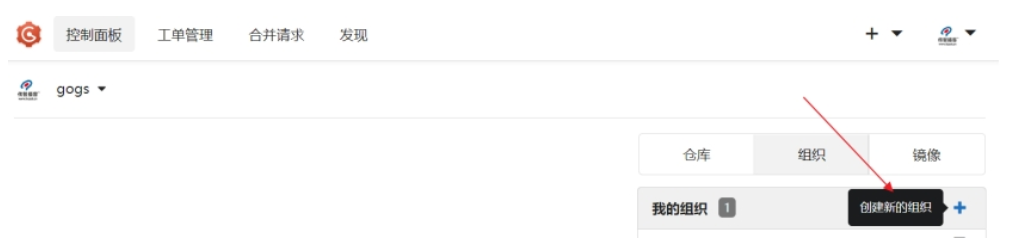 控制面板 工单管理 合并请求 发现
gogs
仓库 组织 镜像
我的组织 1 创建新的组织